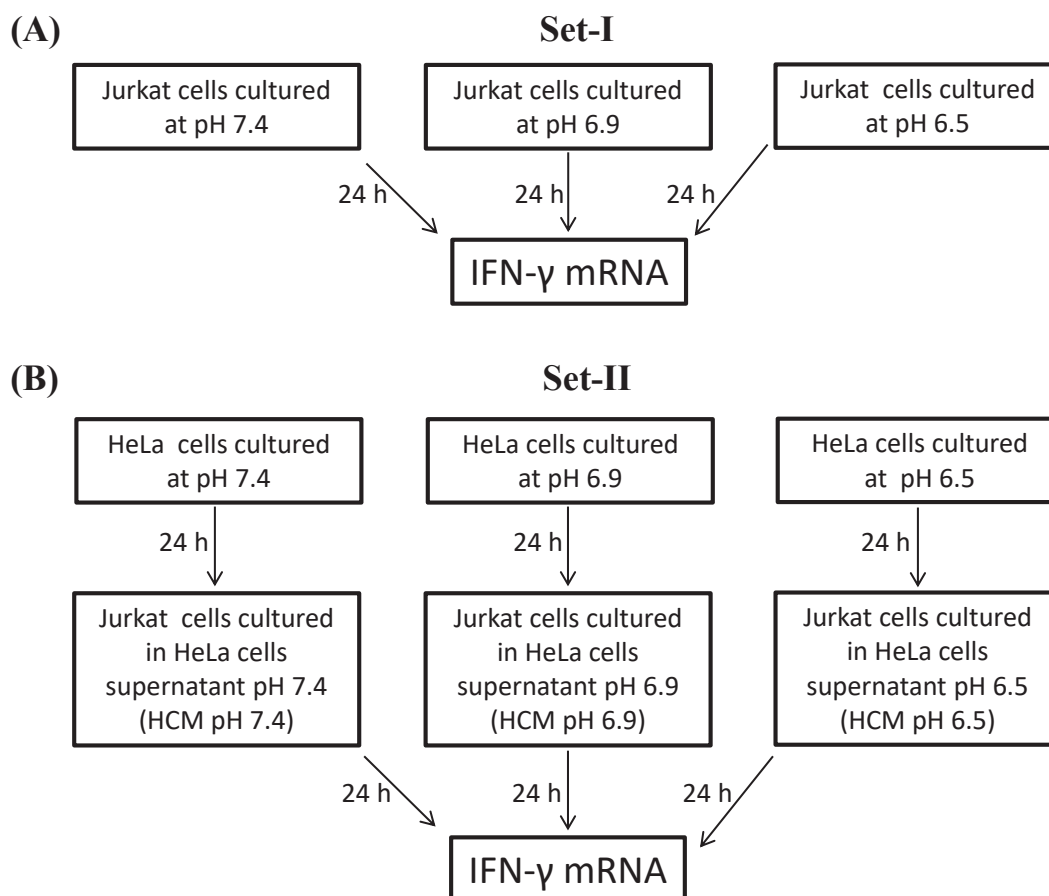 (A) Set-I
Jurkat cells cultured
at pH 7.4
Jurkat cells cultured
at pH 6.9
Jurkat cells cultured
at pH 6.5
24 h
24 h
24 h
IFN-γ mRNA
(B) Set-II
HeLa cells cultured
at pH 7.4
HeLa cells cultured
at pH 6.9
HeLa cells cultured
at pH 6.5
24 h
24 h
24 h
Jurkat cells cultured
in HeLa cells
supernatant pH 7.4
(HCM pH 7.4)
Jurkat cells cultured
in HeLa cells
supernatant pH 6.9
(HCM pH 6.9)
Jurkat cells cultured
in HeLa cells
supernatant pH 6.5
(HCM pH 6.5)
24 h
24 h
24 h
IFN-γ mRNA